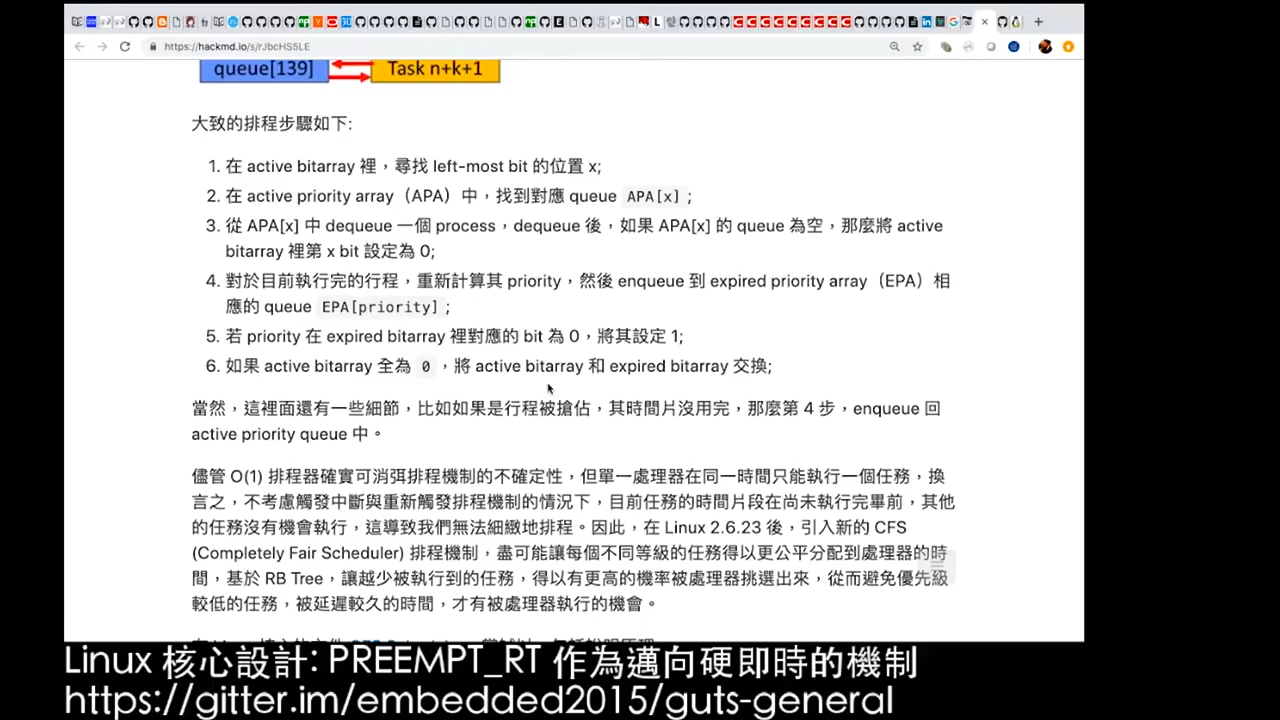 https://hackmd.io/s/rJbcHS5LE
queue[139]
Task n+k+1
大致的排程步驟如下:
1. 在 active bitarray 裡，尋找 left-most bit 的位置 x;
2. 在 active priority array（APA）中，找到對應 queue APA[x] ;
3. 從 APA[x] 中 dequeue 一個 process，dequeue 後，如果 APA[x] 的 queue 為空，那麼將 active
bitarray 裡第 x bit 設定為 0;
4. 對於目前執行完的行程，重新計算其 priority，然後 enqueue 到 expired priority array（EPA）相
應的 queue EPA[priority] ;
5. 若 priority 在 expired bitarray 裡對應的 bit 為 0，將其設定 1;
6. 如果 active bitarray 全為 0 ，將 active bitarray 和 expired bitarray 交換;
當然，這裡面還有一些細節，比如如果是行程被搶佔，其時間片沒用完，那麼第 4 步，enqueue 回
active priority queue 中。
儘管 O(1) 排程器確實可消弭排程機制的不確定性，但單一處理器在同一時間只能執行一個任務，換
言之，不考慮觸發中斷與重新觸發排程機制的情況下，目前任務的時間片段在尚未執行完畢前，其他
的任務沒有機會執行，這導致我們無法細緻地排程。因此，在 Linux 2.6.23 後，引入新的 CFS
(Completely Fair Scheduler) 排程機制，盡可能讓每個不同等級的任務得以更公平分配到處理器的時
間，基於 RB Tree，讓越少被執行到的任務，得以有更高的機率被處理器挑選出來，從而避免優先級
較低的任務，被延遲較久的時間，才有被處理器執行的機會。
Linux 核心設計: PREEMPT_RT 作為邁向硬即時的機制
https://gitter.im/embedded2015/guts-general